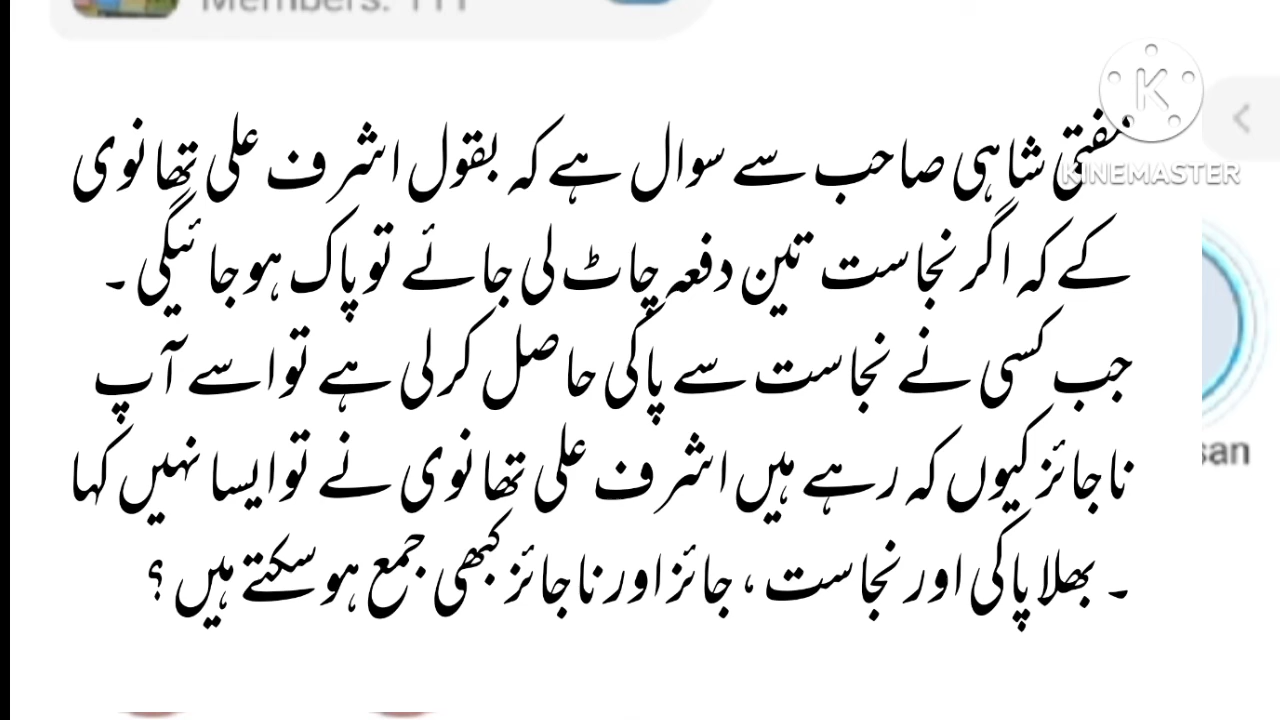 Members: 111
KINEMASTER
مفتی شاہی صاحب سے سوال ہے کہ بقول اشرف علی تھانوی
کے کہ اگر نجاست تین دفعہ چاٹ لی جائے تو پاک ہوجائیگی ۔
جب کسی نے نجاست سے پاکی حاصل کرلی ہے تو اسے آپ
ناجائز کیوں کہ رہے ہیں اشرف علی تھانوی نے تو ایسا نہیں کہا
۔ بھلا پاکی اور نجاست ، جائز اور ناجائز کبھی جمع ہو سکتے ہیں ؟